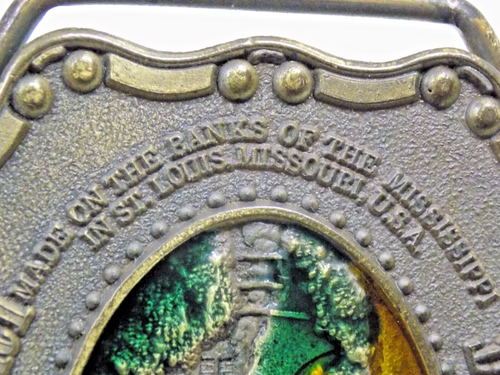 MADE ON THE BANKS OF THE MISSISSIPPI
IN ST. LOUIS, MISSOURI, U.S.A.